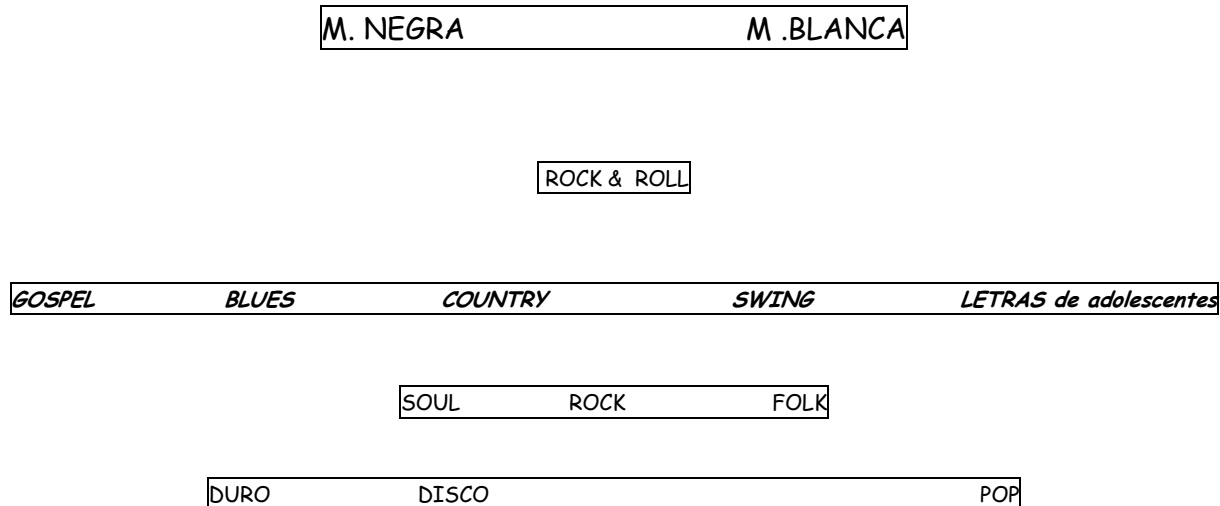 M. NEGRA M .BLANCA
ROCK & ROLL
GOSPEL BLUES COUNTRY SWING LETRAS de adolescentes
SOUL ROCK FOLK
DURO DISCO POP